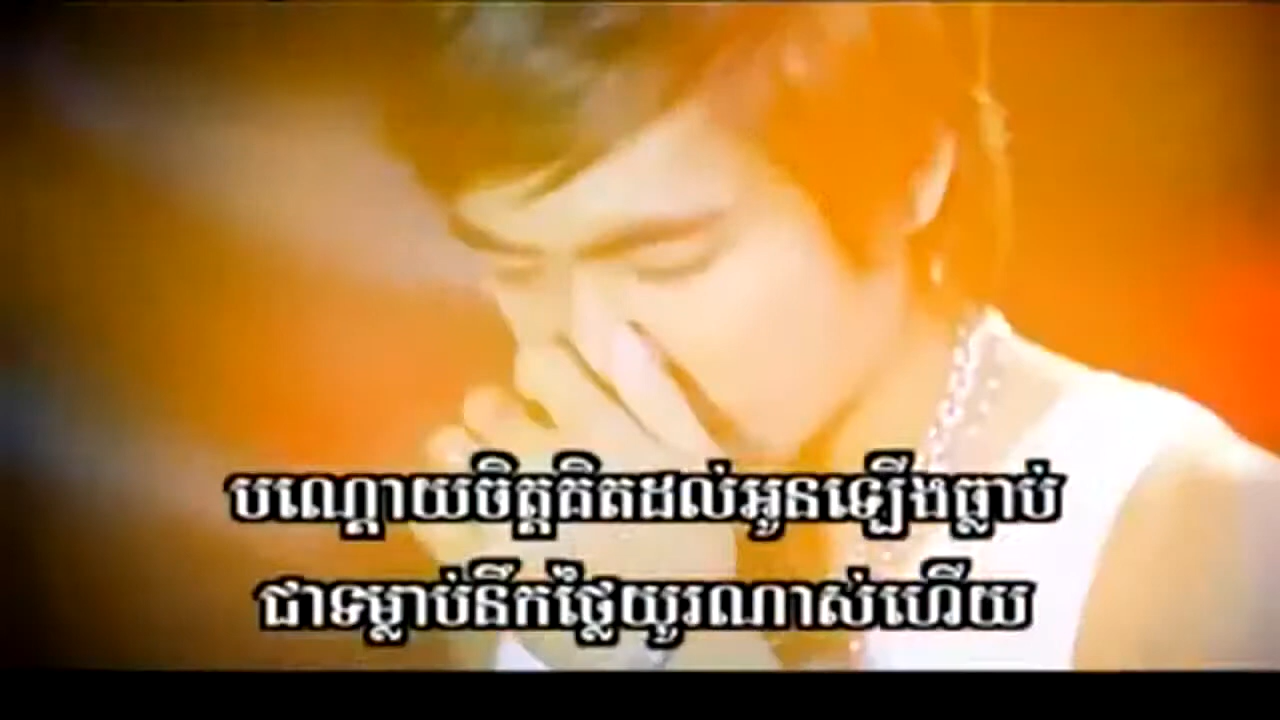 បណ្ដោយចិត្តគិតដល់អូនឡើងធ្លាប់
ជាទម្លាប់នឹកថ្លៃយូរណាស់ហើយ